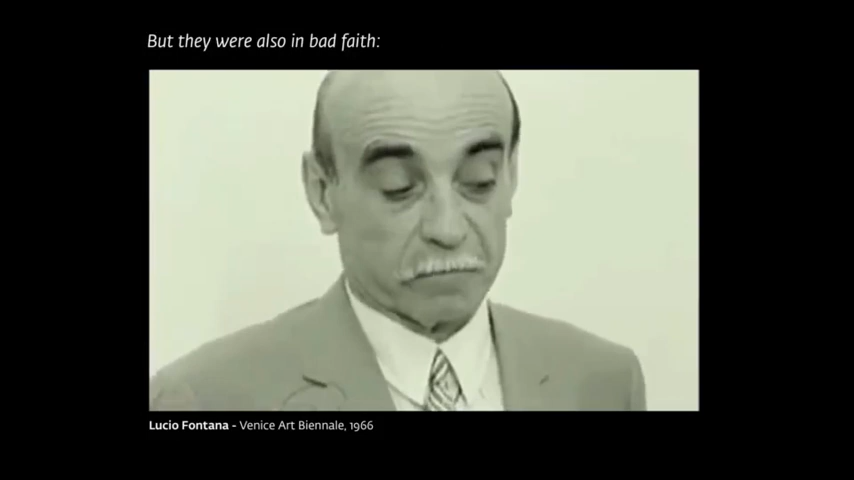 But they were also in bad faith:
Lucio Fontana - Venice Art Biennale, 1966